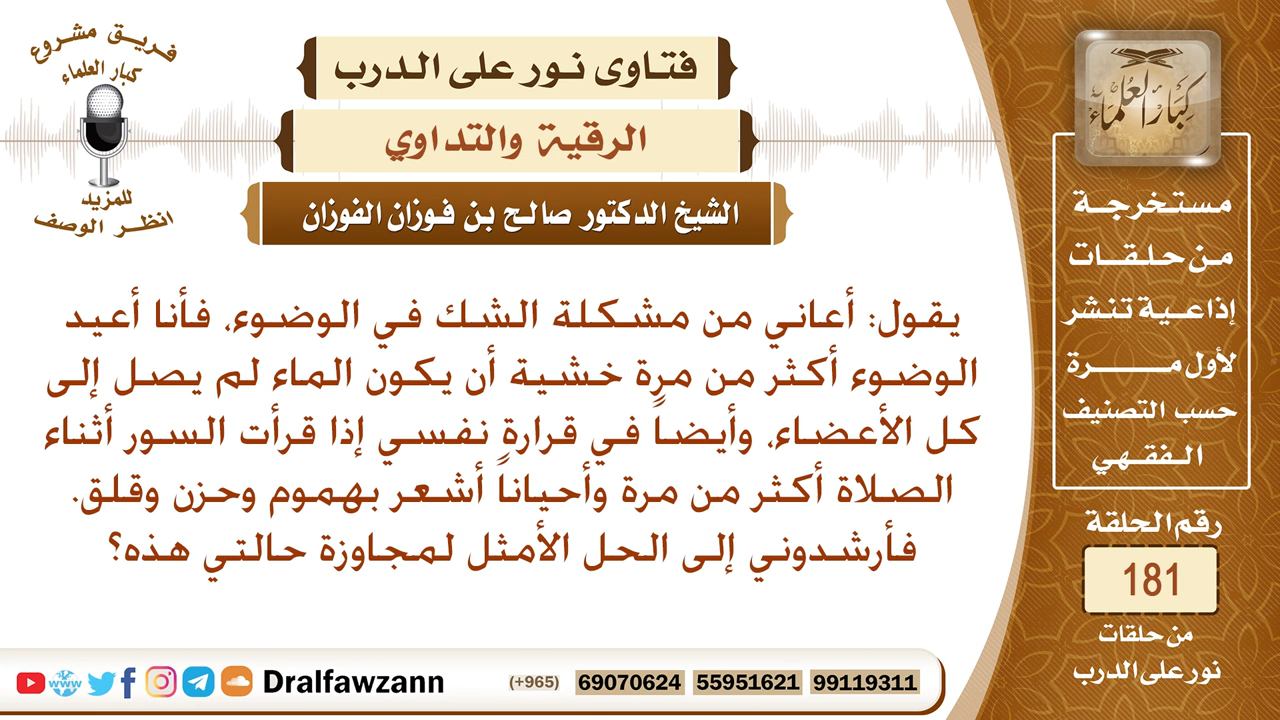 فريق مشروع
كبار العلماء
للمزيد
انظر الوصف
فتاوى نور على الدرب
الرقية والتداوي
الشيخ الدكتور صالح بن فوزان الفوزان
يقول: أعاني من مشكلة الشك في الوضوء، فأنا أعيد
الوضوء أكثر من مرة خشية أن يكون الماء لم يصل إلى
كل الأعضاء، وأيضاً في قرارة نفسي إذا قرأت السور أثناء
الصلاة أكثر من مرة وأحياناً أشعر بهموم وحزن وقلق.
فأرشدوني إلى الحل الأمثل لمجاوزة حالتي هذه؟
كبار العلماء
مستخرجة
من حلقات
إذاعية تنشر
لأول مرة
حسب التصنيف
الفقهي
رقم الحلقة
181
من حلقات
نور على الدرب
www
Dralfawzann
(+965) 69070624 55951621 99119311